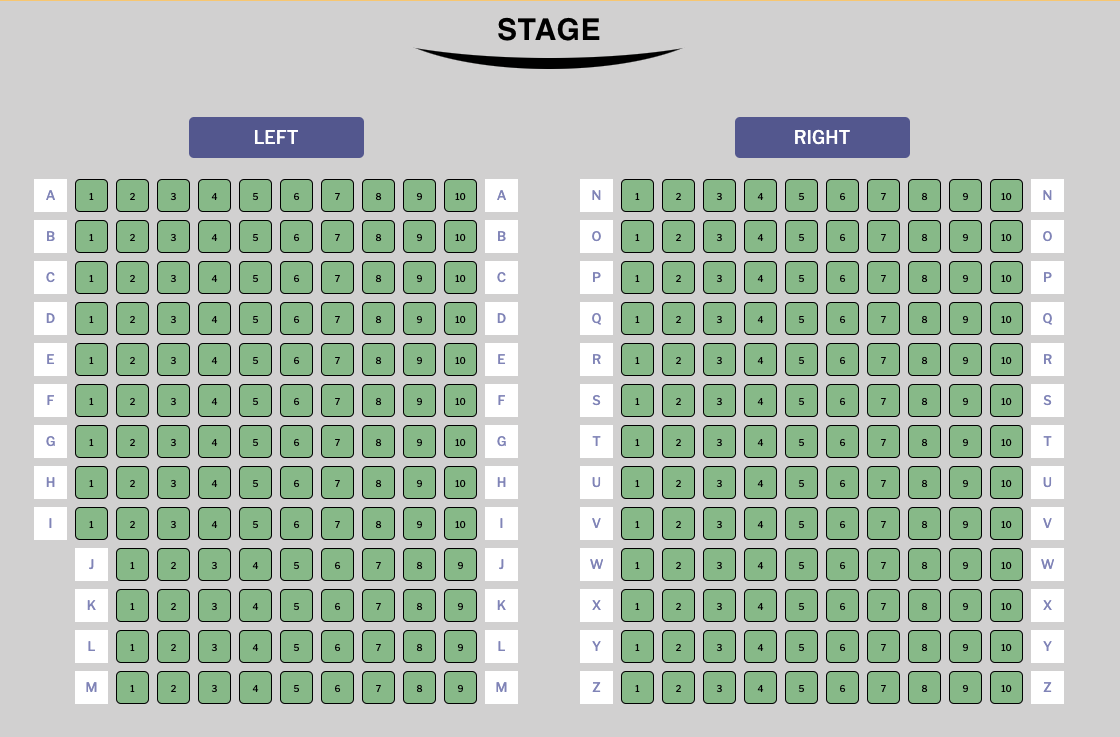 STAGE
LEFT RIGHT
A 1 2 3 4 5 6 7 8 9 10 A N 1 2 3 4 5 6 7 8 9 10 N
B 1 2 3 4 5 6 7 8 9 10 B O 1 2 3 4 5 6 7 8 9 10 O
C 1 2 3 4 5 6 7 8 9 10 C P 1 2 3 4 5 6 7 8 9 10 P
D 1 2 3 4 5 6 7 8 9 10 D Q 1 2 3 4 5 6 7 8 9 10 Q
E 1 2 3 4 5 6 7 8 9 10 E R 1 2 3 4 5 6 7 8 9 10 R
F 1 2 3 4 5 6 7 8 9 10 F S 1 2 3 4 5 6 7 8 9 10 S
G 1 2 3 4 5 6 7 8 9 10 G T 1 2 3 4 5 6 7 8 9 10 T
H 1 2 3 4 5 6 7 8 9 10 H U 1 2 3 4 5 6 7 8 9 10 U
I 1 2 3 4 5 6 7 8 9 10 I V 1 2 3 4 5 6 7 8 9 10 V
J 1 2 3 4 5 6 7 8 9 J W 1 2 3 4 5 6 7 8 9 10 W
K 1 2 3 4 5 6 7 8 9 K X 1 2 3 4 5 6 7 8 9 10 X
L 1 2 3 4 5 6 7 8 9 L Y 1 2 3 4 5 6 7 8 9 10 Y
M 1 2 3 4 5 6 7 8 9 M Z 1 2 3 4 5 6 7 8 9 10 Z